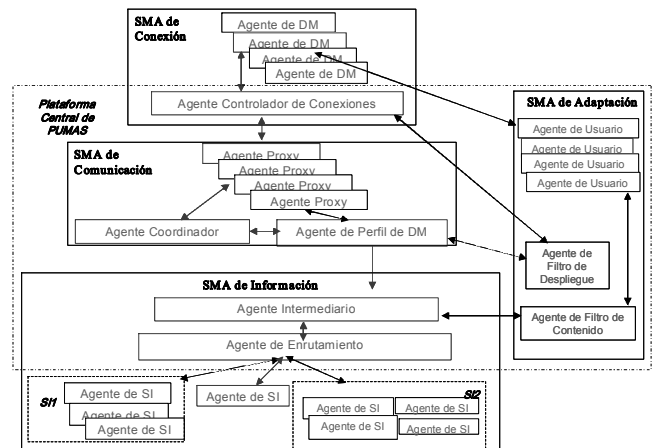 SMA de
Conexión
Agente de DM
Agente de DM
Agente de DM
Agente de DM
Agente Controlador de Conexiones
Plataforma
Central de
PUMAS
SMA de Adaptación
Agente de Usuario
Agente de Usuario
Agente de Usuario
Agente de Usuario
SMA de
Comunicación
Agente Proxy
Agente Proxy
Agente Proxy
Agente Proxy
Agente Coordinador
Agente de Perfil de DM
Agente de
Filtro de
Despliegue
SMA de Información
Agente Intermediario
Agente de Filtro de
Contenido
Agente de Enrutamiento
SI1
Agente de SI
Agente de SI
Agente de SI
Agente de SI
SI2
Agente de SI
Agente de SI
Agente de SI
Agente de SI